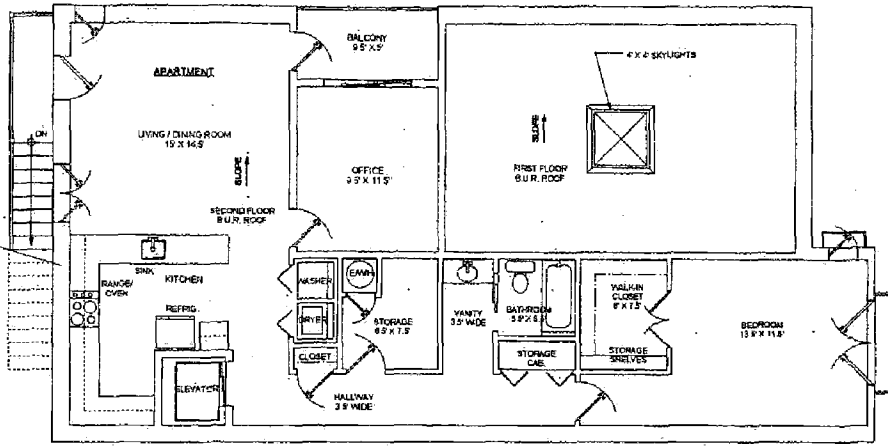 BALCONY
9.5' X 5'
4' X 4' SKYLIGHTS
APARTMENT
DN
LIVING / DINING ROOM
15' X 14.5'
SLOPE
SLOPE
OFFICE
9.5' X 11.5'
FIRST FLOOR
B.U.R. ROOF
SECOND FLOOR
B.U.R. ROOF
SINK
KITCHEN
RANGE/
OVEN
REFRIG.
WASHER
EWH
DRYER
STORAGE
6.5' X 7.5'
VANITY
3.5' WIDE
BATHROOM
WALK-IN
CLOSET
6' X 7.5'
BEDROOM
CLOSET
STORAGE
CAB.
STORAGE
SHELVES
ELEVATOR
HALLWAY
3.5' WIDE